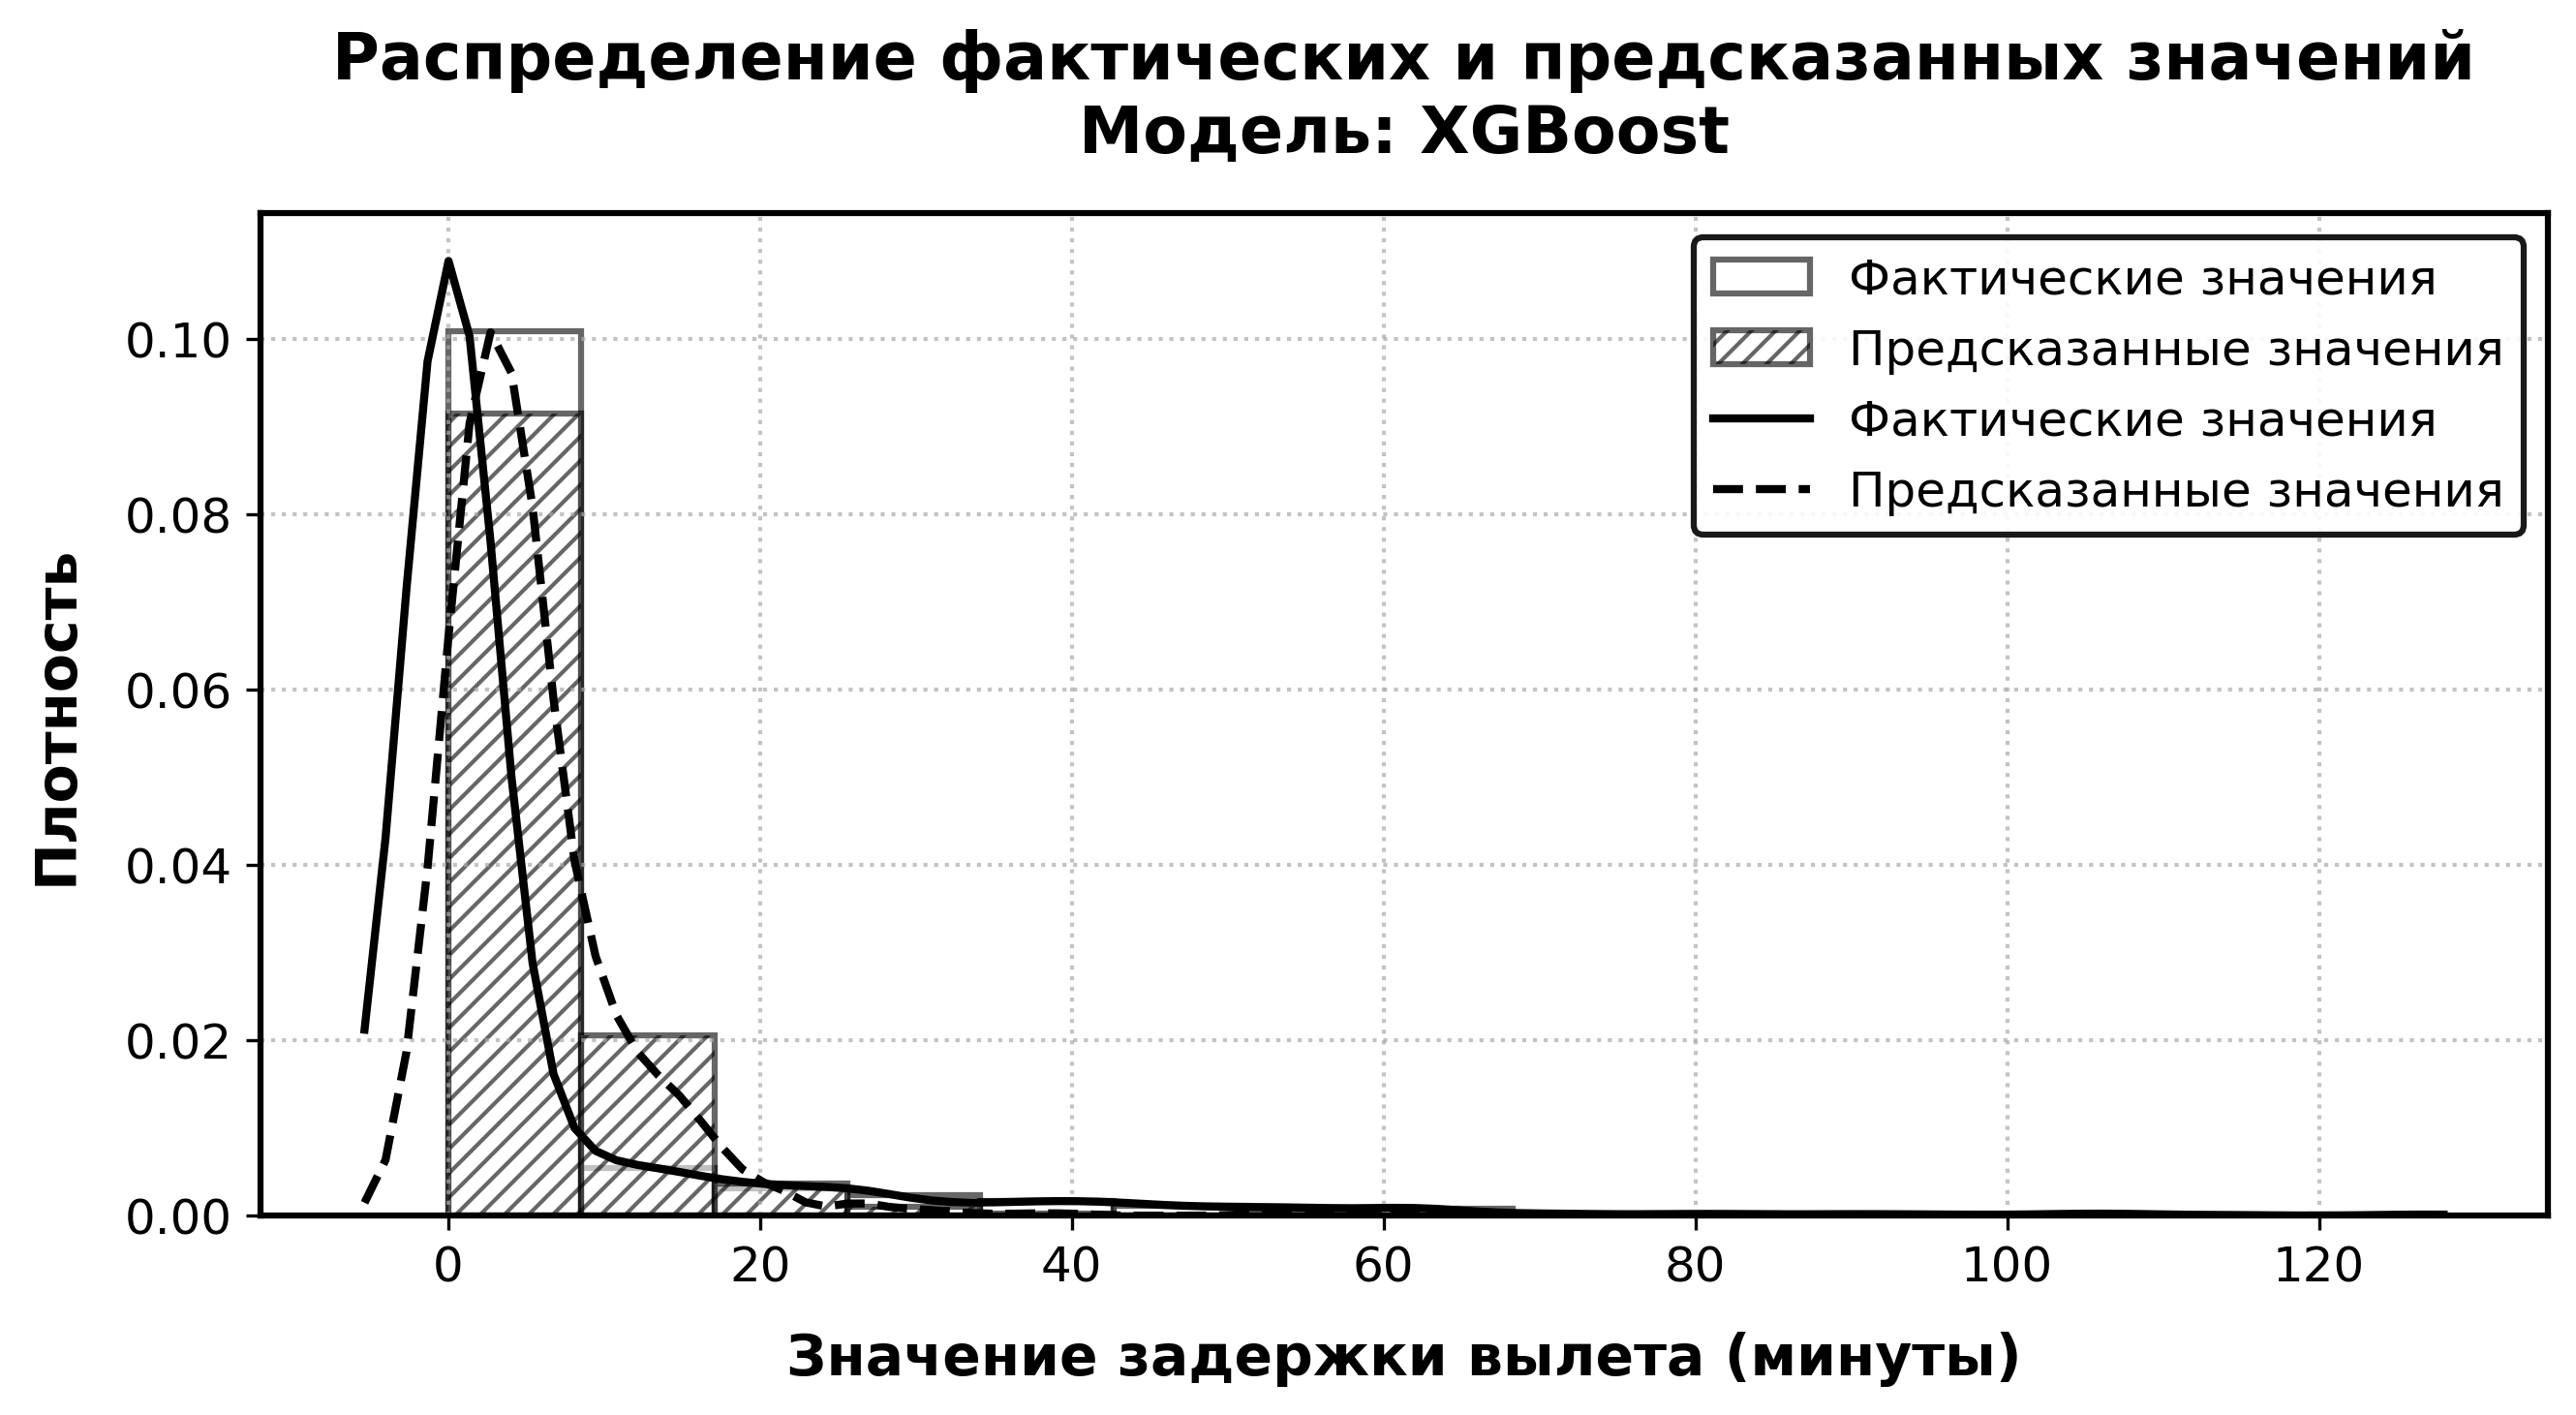 Распределение фактических и предсказанных значений
Модель: XGBoost
Фактические значения
Предсказанные значения
Фактические значения
Предсказанные значения
Плотность
0.10
0.08
0.06
0.04
0.02
0.00
0 20 40 60 80 100 120
Значение задержки вылета (минуты)